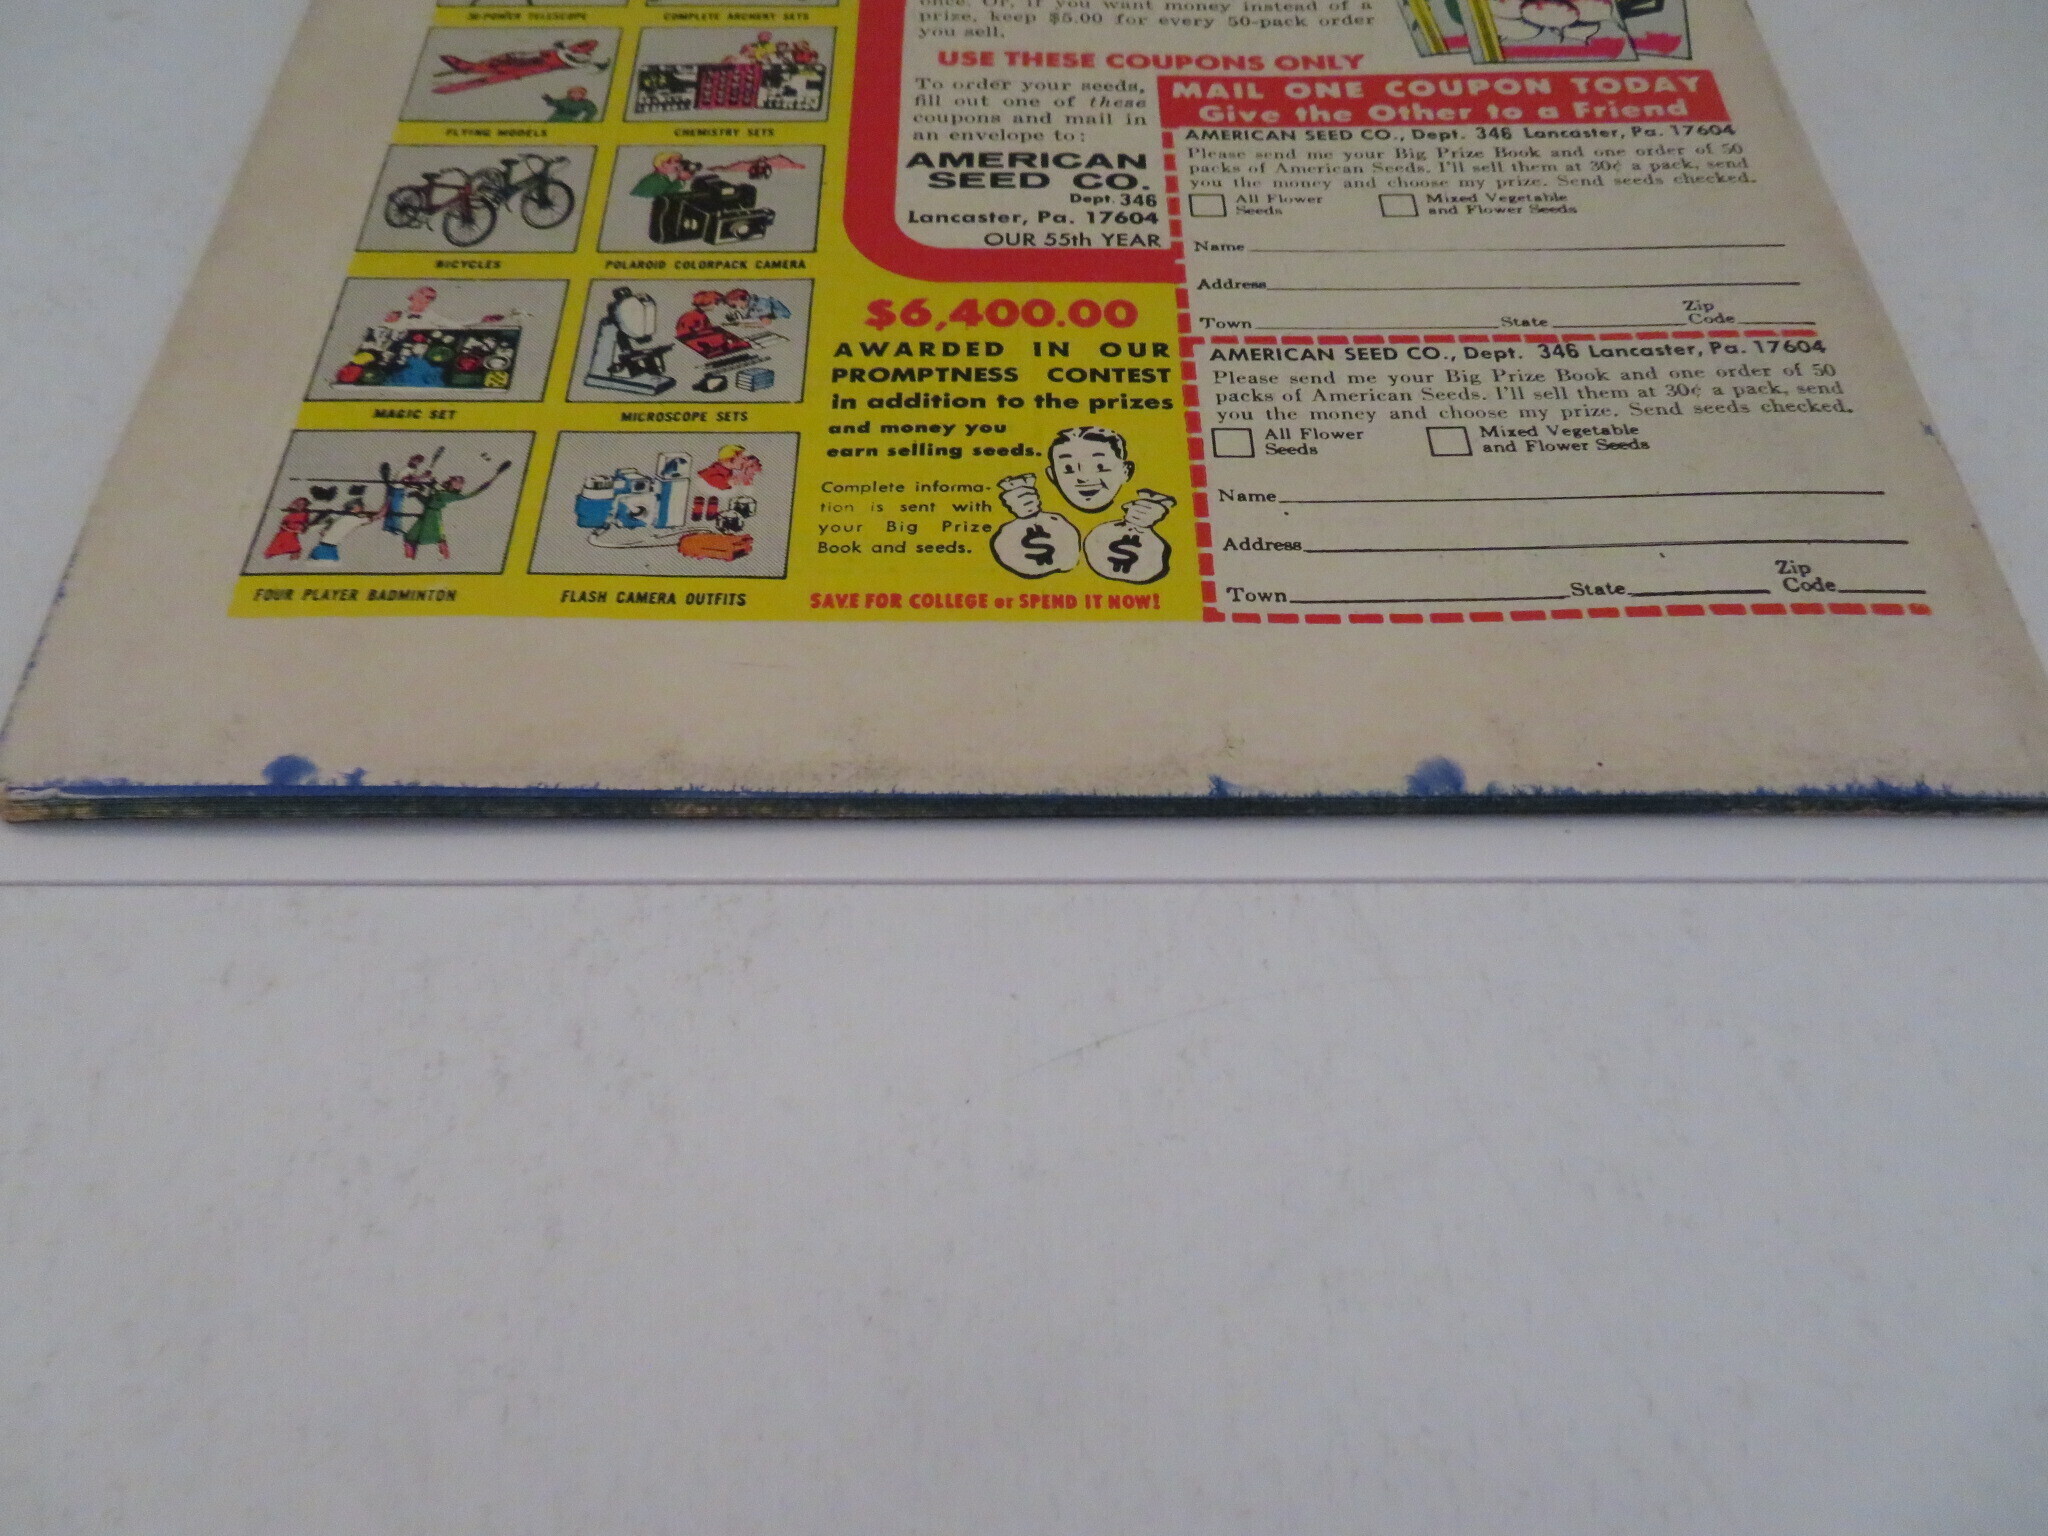 30-POWER TELESCOPE
COMPLETE ARCHERY SETS
FLYING MODELS
CHEMISTRY SETS
BICYCLES
POLAROID COLORPACK CAMERA
MAGIC SET
MICROSCOPE SETS
FOUR PLAYER BADMINTON
FLASH CAMERA OUTFITS
once. Or, if you want money instead of a
prize, keep $5.00 for every 50-pack order
you sell.
USE THESE COUPONS ONLY
To order your seeds,
fill out one of these
coupons and mail in
an envelope to:
AMERICAN
SEED CO.
Dept. 346
Lancaster, Pa. 17604
OUR 55th YEAR
$6,400.00
AWARDED IN OUR
PROMPTNESS CONTEST
in addition to the prizes
and money you
earn selling seeds.
Complete informa-
tion is sent with
your Big Prize
Book and seeds.
$ $
SAVE FOR COLLEGE or SPEND IT NOW!
MAIL ONE COUPON TODAY
Give the Other to a Friend
AMERICAN SEED CO., Dept. 346 Lancaster, Pa. 17604
Please send me your Big Prize Book and one order of 50
packs of American Seeds. I'll sell them at 30¢ a pack, send
you the money and choose my prize. Send seeds checked.
All Flower
Seeds
Mixed Vegetable
and Flower Seeds
Name
Address
Town State Zip Code
AMERICAN SEED CO., Dept. 346 Lancaster, Pa. 17604
Please send me your Big Prize Book and one order of 50
packs of American Seeds. I'll sell them at 30¢ a pack, send
you the money and choose my prize. Send seeds checked.
All Flower
Seeds
Mixed Vegetable
and Flower Seeds
Name
Address
Town State Zip Code